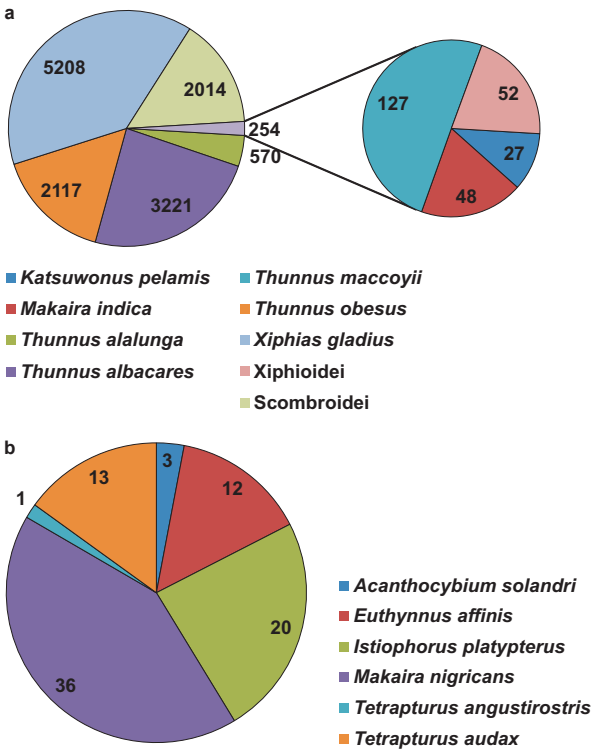 a
5208
2014
254
570
3221
2117
127
52
27
48
Katsuwonus pelamis
Makaira indica
Thunnus alalunga
Thunnus albacares
Thunnus maccoyii
Thunnus obesus
Xiphias gladius
Xiphioidei
Scombroidei
b
3
12
20
36
1
13
Acanthocybium solandri
Euthynnus affinis
Istiophorus platypterus
Makaira nigricans
Tetrapturus angustirostris
Tetrapturus audax